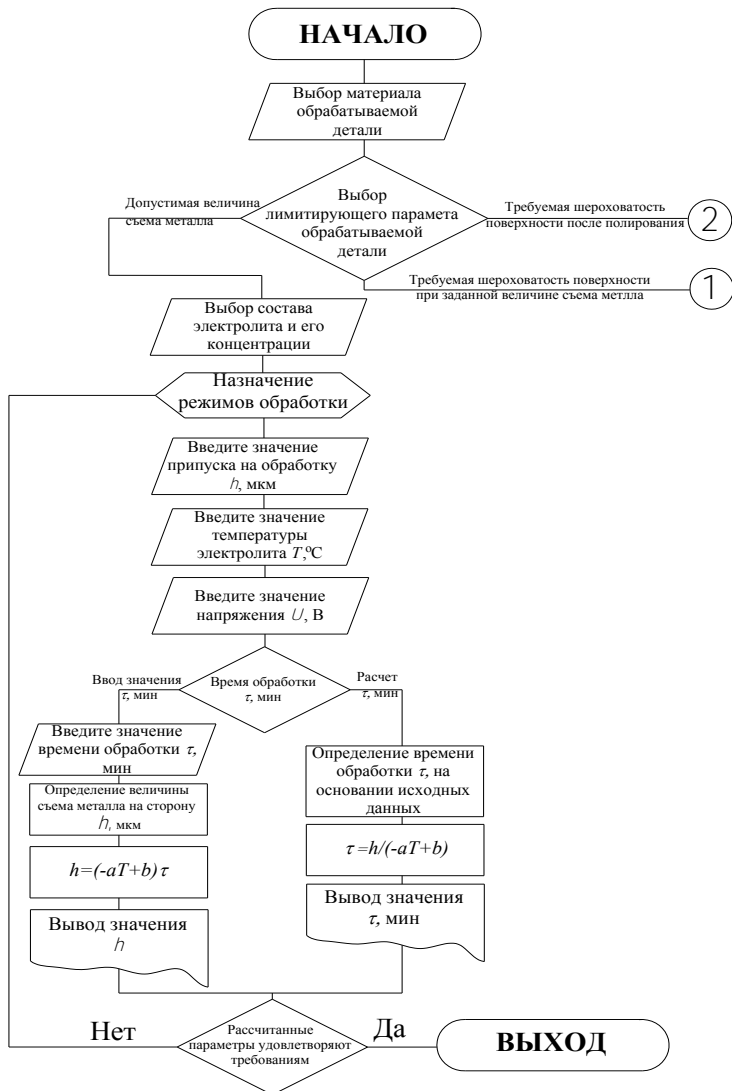 НАЧАЛО
Выбор материала
обрабатываемой
детали
Допустимая величина
съема металла
Выбор
лимитирующего парамета
обрабатываемой
детали
Требуемая шероховатость
поверхности после полирования
2
Требуемая шероховатость поверхности
при заданной величине съема метлла
1
Выбор состава
электролита и его
концентрации
Назначение
режимов обработки
Введите значение
припуска на обработку
h, мкм
Введите значение
температуры
электролита T,ºC
Введите значение
напряжения U, В
Ввод значения
τ, мин
Время обработки
τ, мин
Расчет
τ, мин
Введите значение
времени обработки τ,
мин
Определение величины
съема металла на сторону
h, мкм
h=(-aT+b)τ
Вывод значения
h
Определение времени
обработки τ, на
основании исходных
данных
τ=h/(-aT+b)
Вывод значения
τ, мин
Нет
Рассчитанные
параметры удовлетворяют
требованиям
Да
ВЫХОД